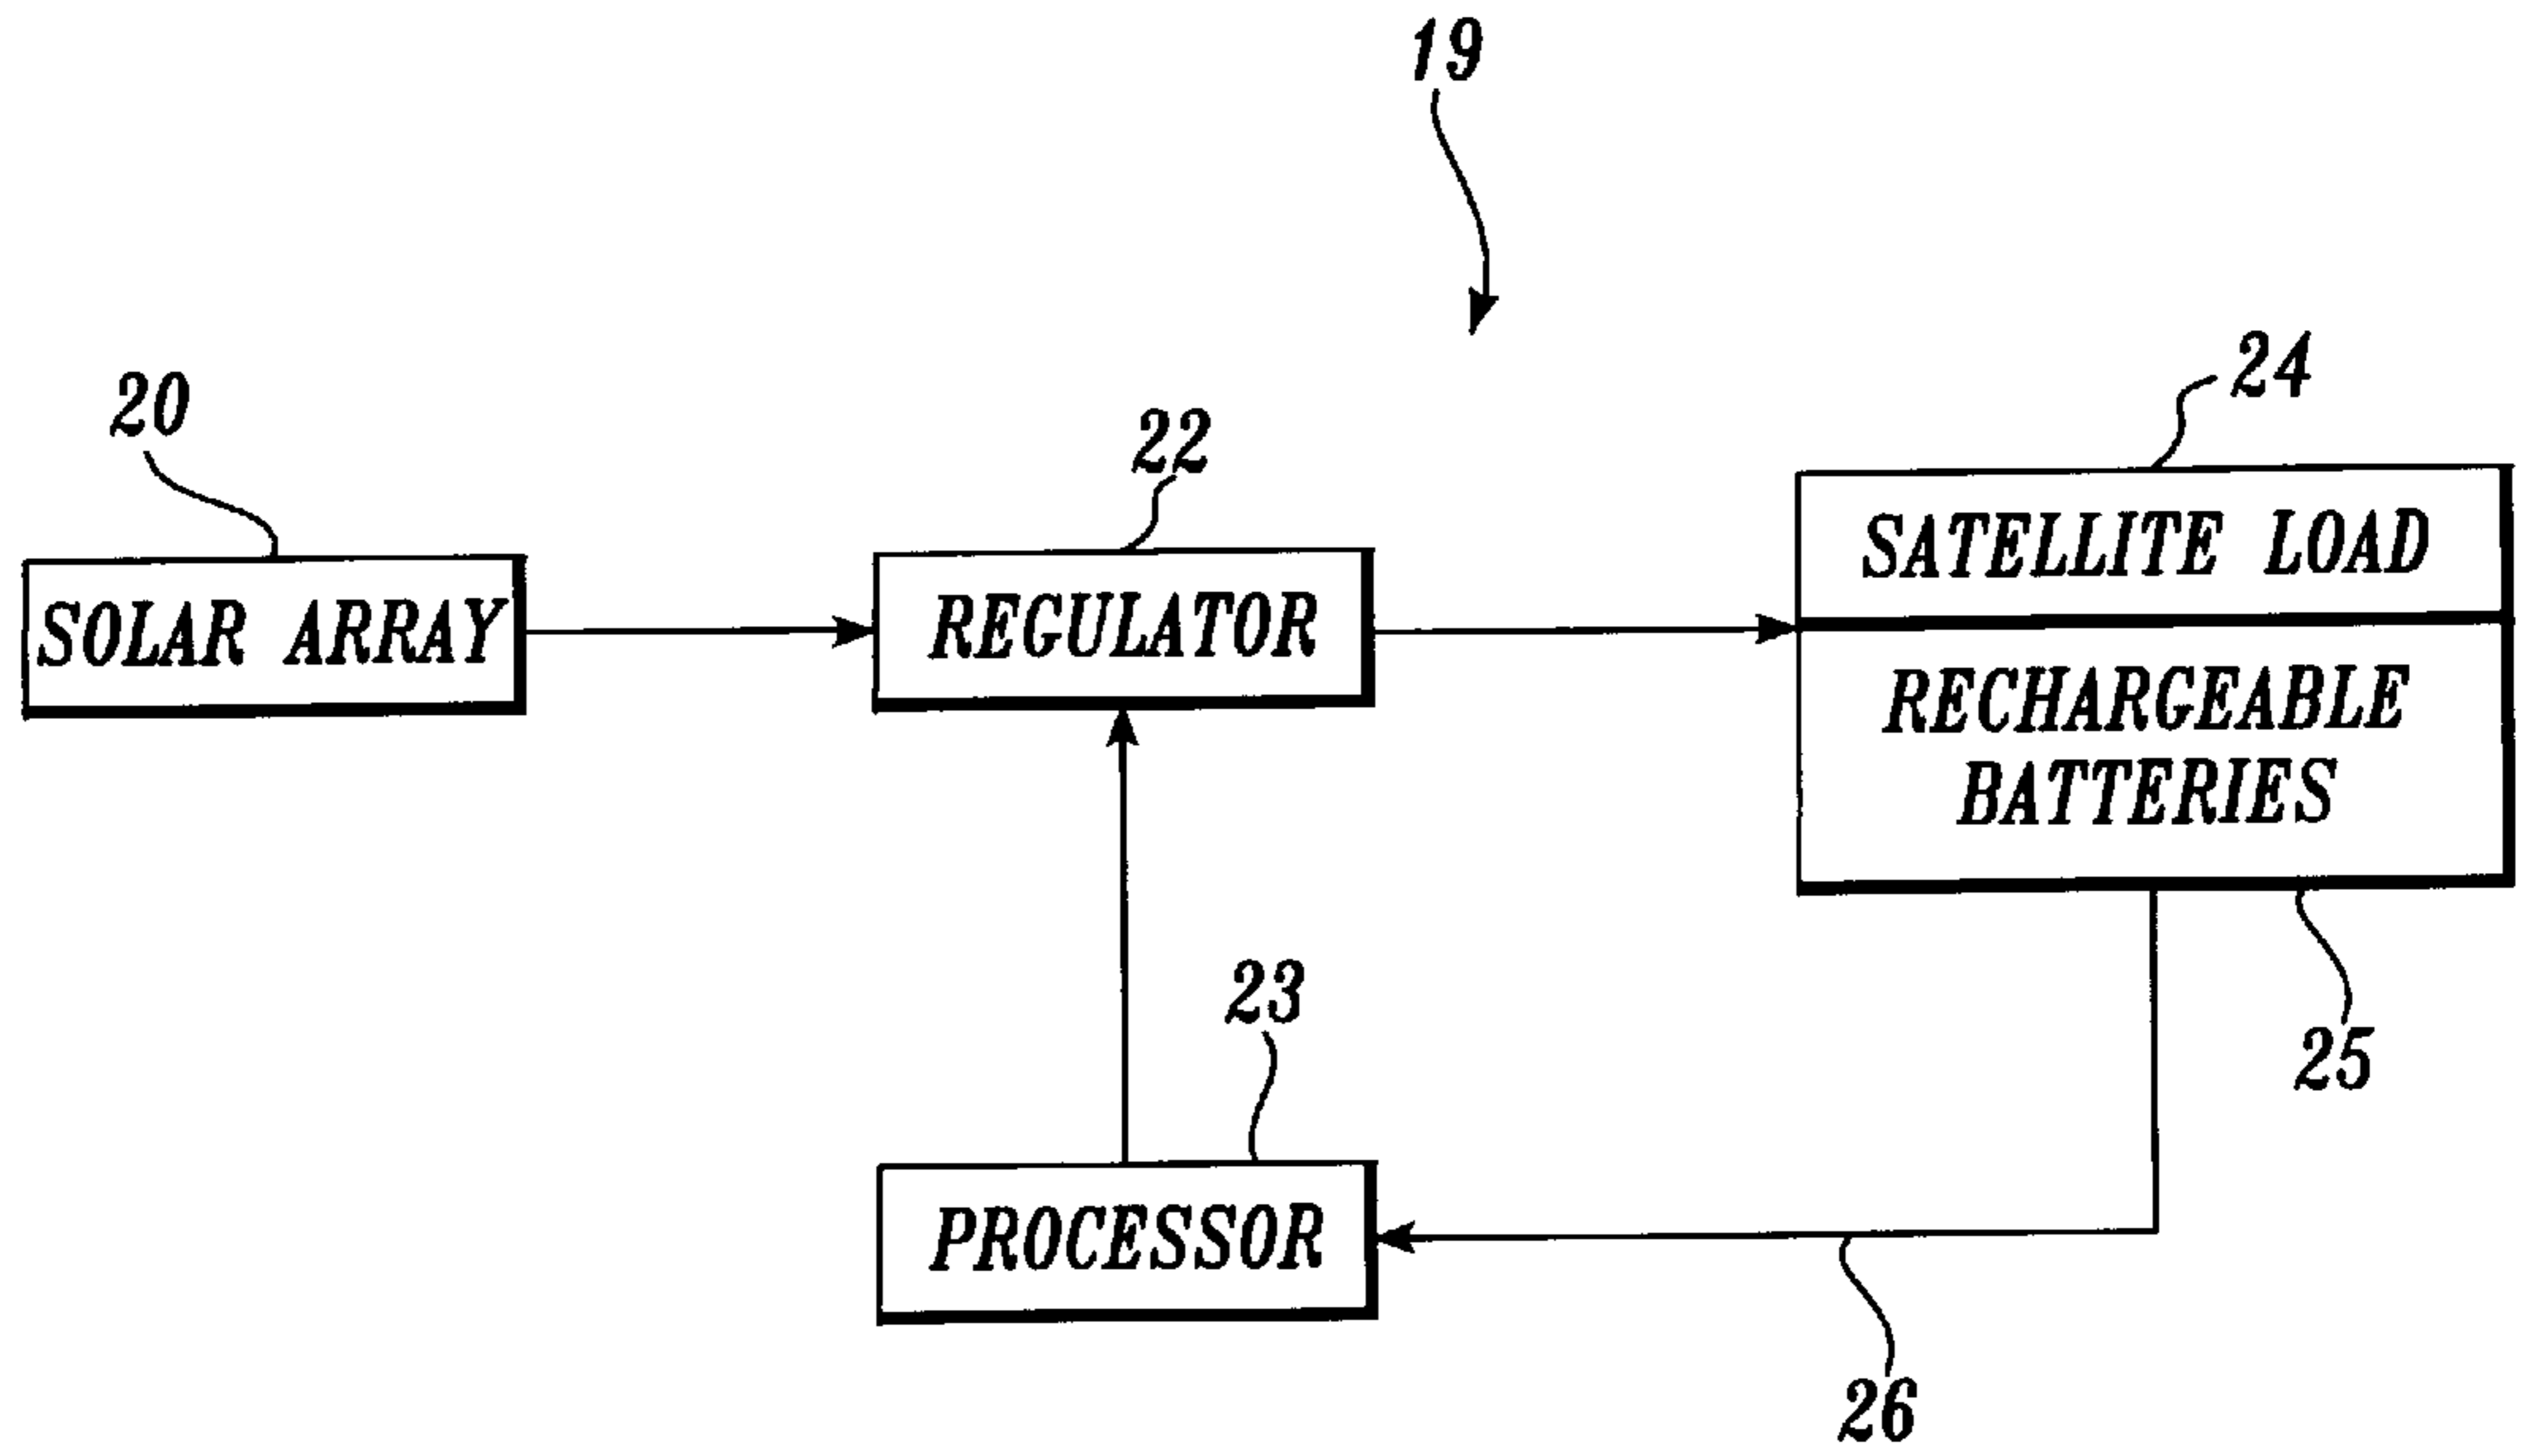 19
20
22
24
SOLAR ARRAY
REGULATOR
SATELLITE LOAD
RECHARGEABLE
BATTERIES
23
25
PROCESSOR
26